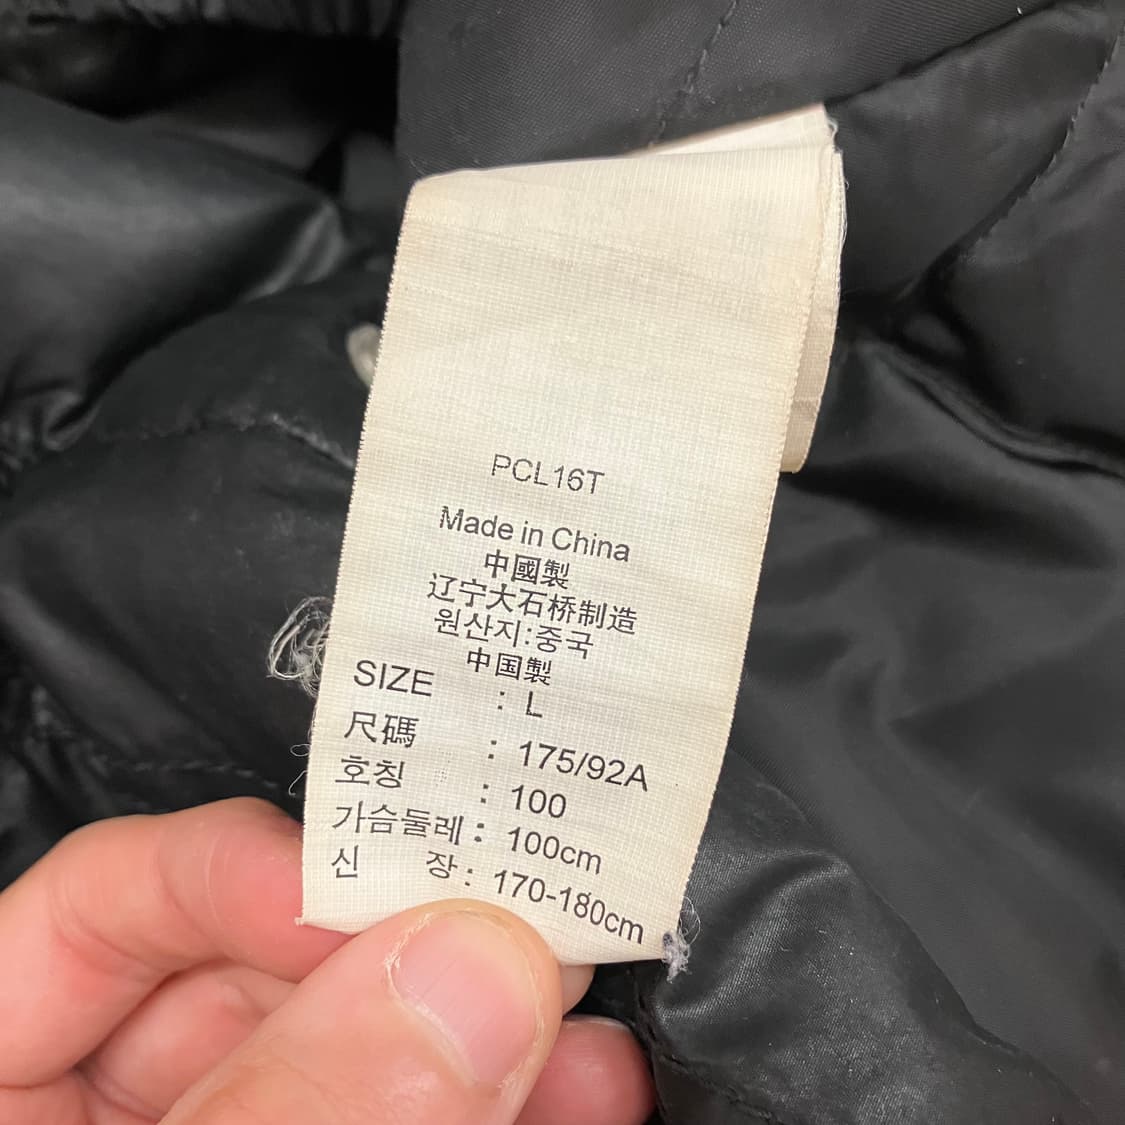 PCL16T
Made in China
中國製
辽宁大石桥制造
원산지:중국
中国製
SIZE : L
尺碼 : 175/92A
호칭 : 100
가슴둘레 : 100cm
신 장 : 170-180cm